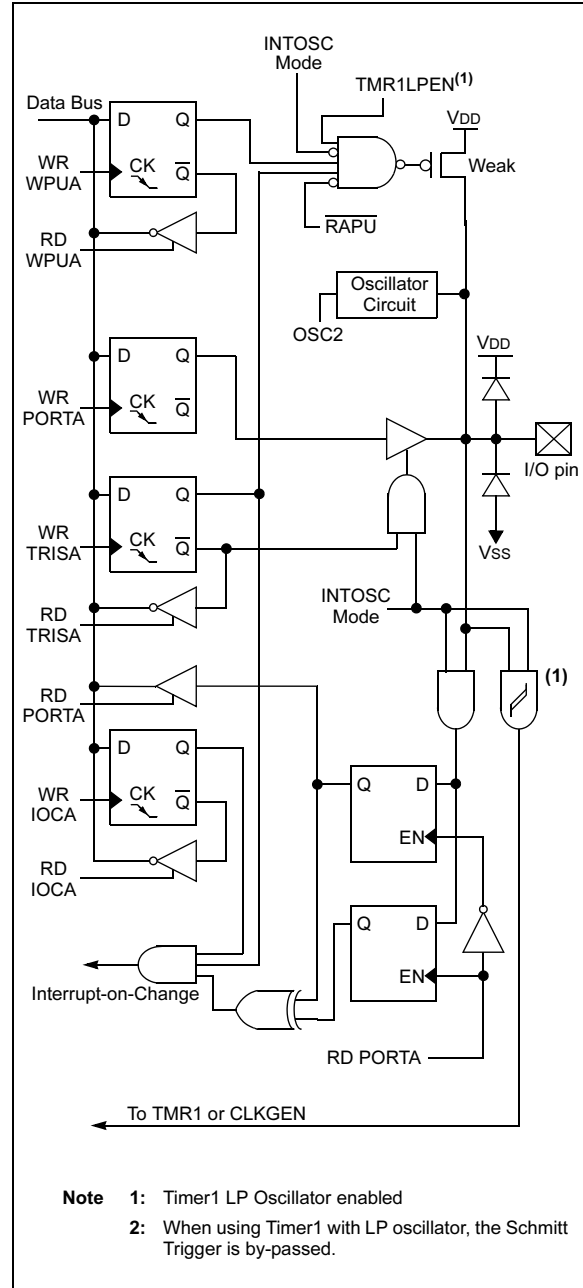 INTOSC
Mode
TMR1LPEN(1)
Data Bus
D Q
VDD
WR
WPUA
CK Q
Weak
RD
WPUA
RAPU
Oscillator
Circuit
OSC2
D Q
VDD
WR
PORTA
CK Q
I/O pin
D Q
WR
TRISA
CK Q
VSS
RD
TRISA
INTOSC
Mode
(1)
RD
PORTA
D Q
Q D
WR
IOCA
CK Q
EN
RD
IOCA
Q D
EN
Interrupt-on-Change
RD PORTA
To TMR1 or CLKGEN
Note 1: Timer1 LP Oscillator enabled
2: When using Timer1 with LP oscillator, the Schmitt
Trigger is by-passed.